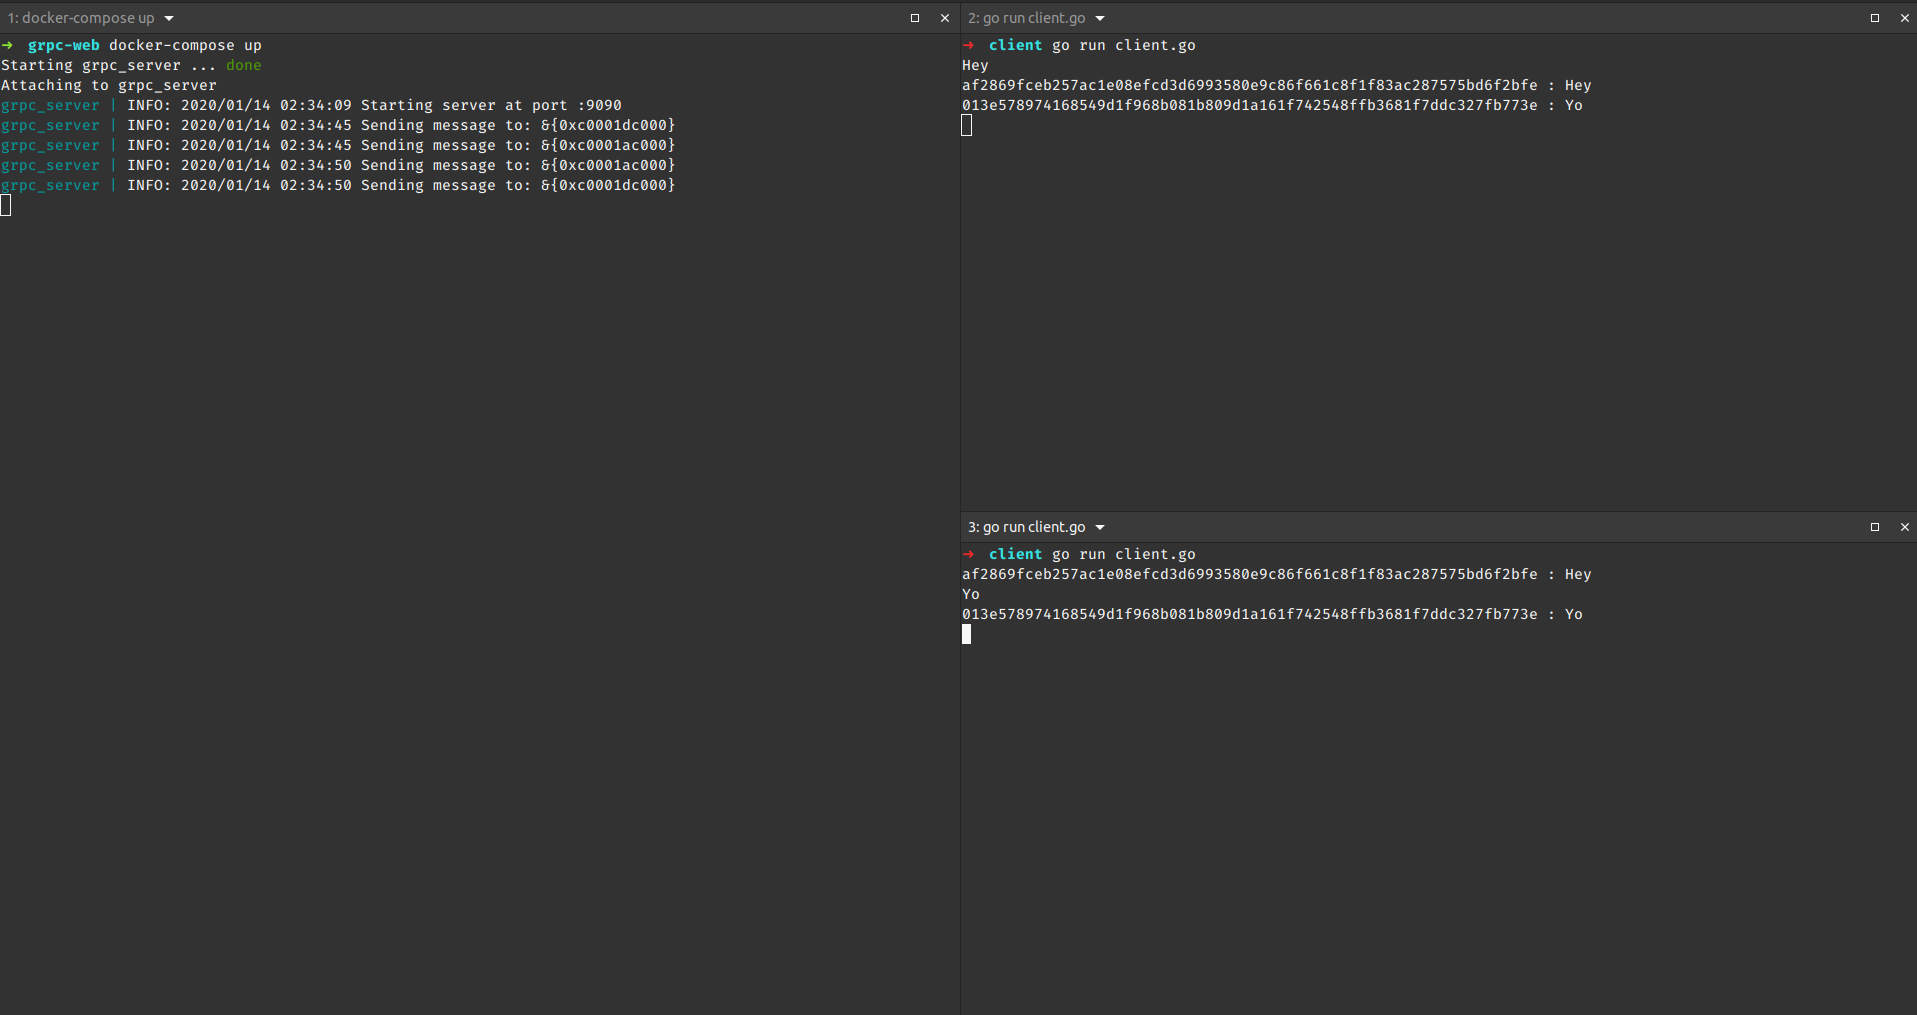 1: docker-compose up
➜ grpc-web docker-compose up
Starting grpc_server ... done
Attaching to grpc_server
grpc_server | INFO: 2020/01/14 02:34:09 Starting server at port :9090
grpc_server | INFO: 2020/01/14 02:34:45 Sending message to: &{0xc0001dc000}
grpc_server | INFO: 2020/01/14 02:34:45 Sending message to: &{0xc0001ac000}
grpc_server | INFO: 2020/01/14 02:34:50 Sending message to: &{0xc0001ac000}
grpc_server | INFO: 2020/01/14 02:34:50 Sending message to: &{0xc0001dc000}
2: go run client.go
➜ client go run client.go
Hey
af2869fceb257ac1e08efcd3d6993580e9c86f661c8f1f83ac287575bd6f2bfe : Hey
013e578974168549d1f968b081b809d1a161f742548ffb3681f7ddc327fb773e : Yo
3: go run client.go
➜ client go run client.go
af2869fceb257ac1e08efcd3d6993580e9c86f661c8f1f83ac287575bd6f2bfe : Hey
Yo
013e578974168549d1f968b081b809d1a161f742548ffb3681f7ddc327fb773e : Yo